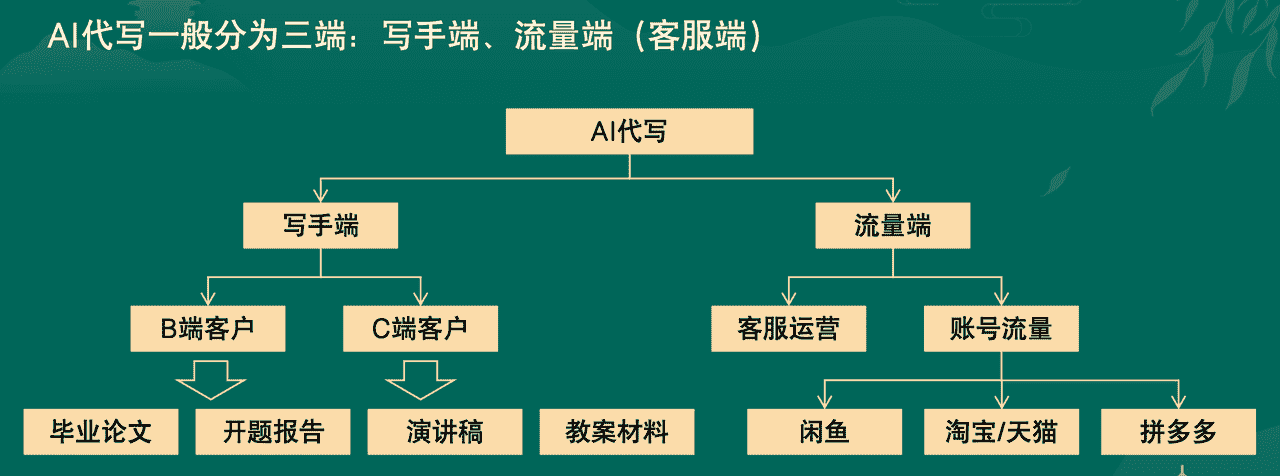 AI代写一般分为三端：写手端、流量端（客服端）
AI代写
写手端
流量端
B端客户
C端客户
客服运营
账号流量
毕业论文
开题报告
演讲稿
教案材料
闲鱼
淘宝/天猫
拼多多